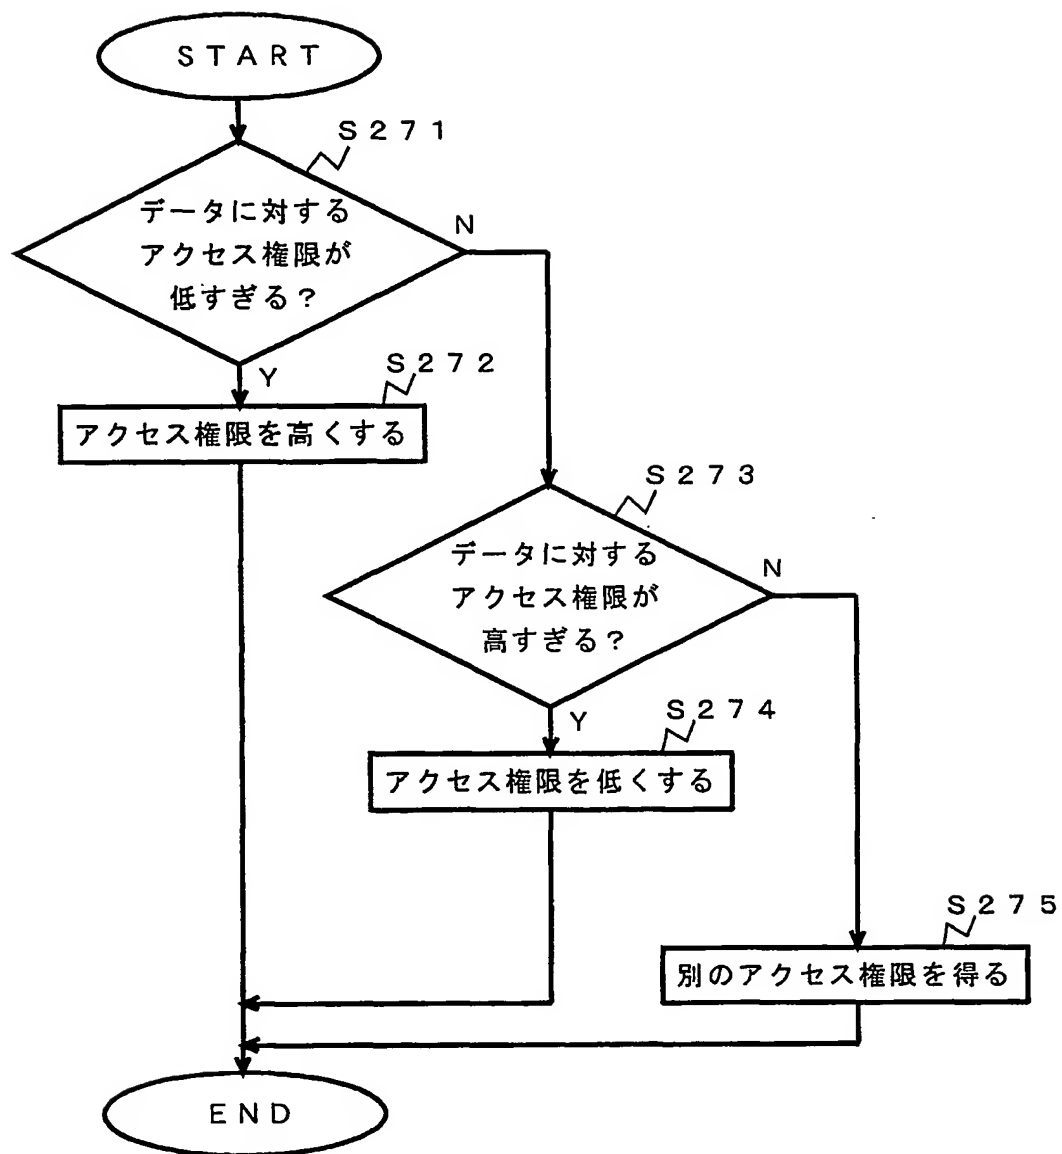 ＳＴＡＲＴ
Ｓ２７１
データに対する
アクセス権限が
低すぎる？
Ｎ
Ｙ
Ｓ２７２
アクセス権限を高くする
Ｓ２７３
データに対する
アクセス権限が
高すぎる？
Ｎ
Ｙ
Ｓ２７４
アクセス権限を低くする
Ｓ２７５
別のアクセス権限を得る
ＥＮＤ